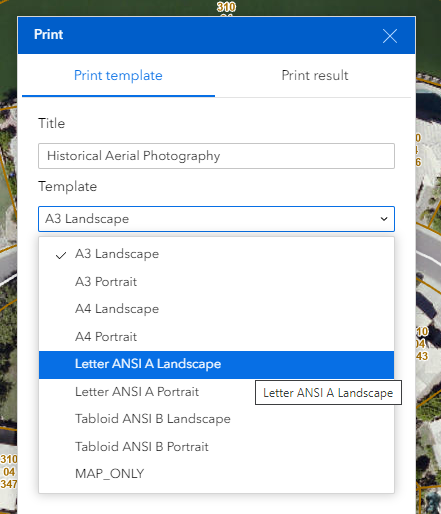 310
Print
Print template
Print result
Title
Historical Aerial Photography
Template
A3 Landscape
A3 Landscape
A3 Portrait
A4 Landscape
A4 Portrait
Letter ANSI A Landscape
Letter ANSI A Portrait
Letter ANSI A Landscape
Tabloid ANSI B Landscape
Tabloid ANSI B Portrait
MAP_ONLY
04
10
04
43
310
04
347